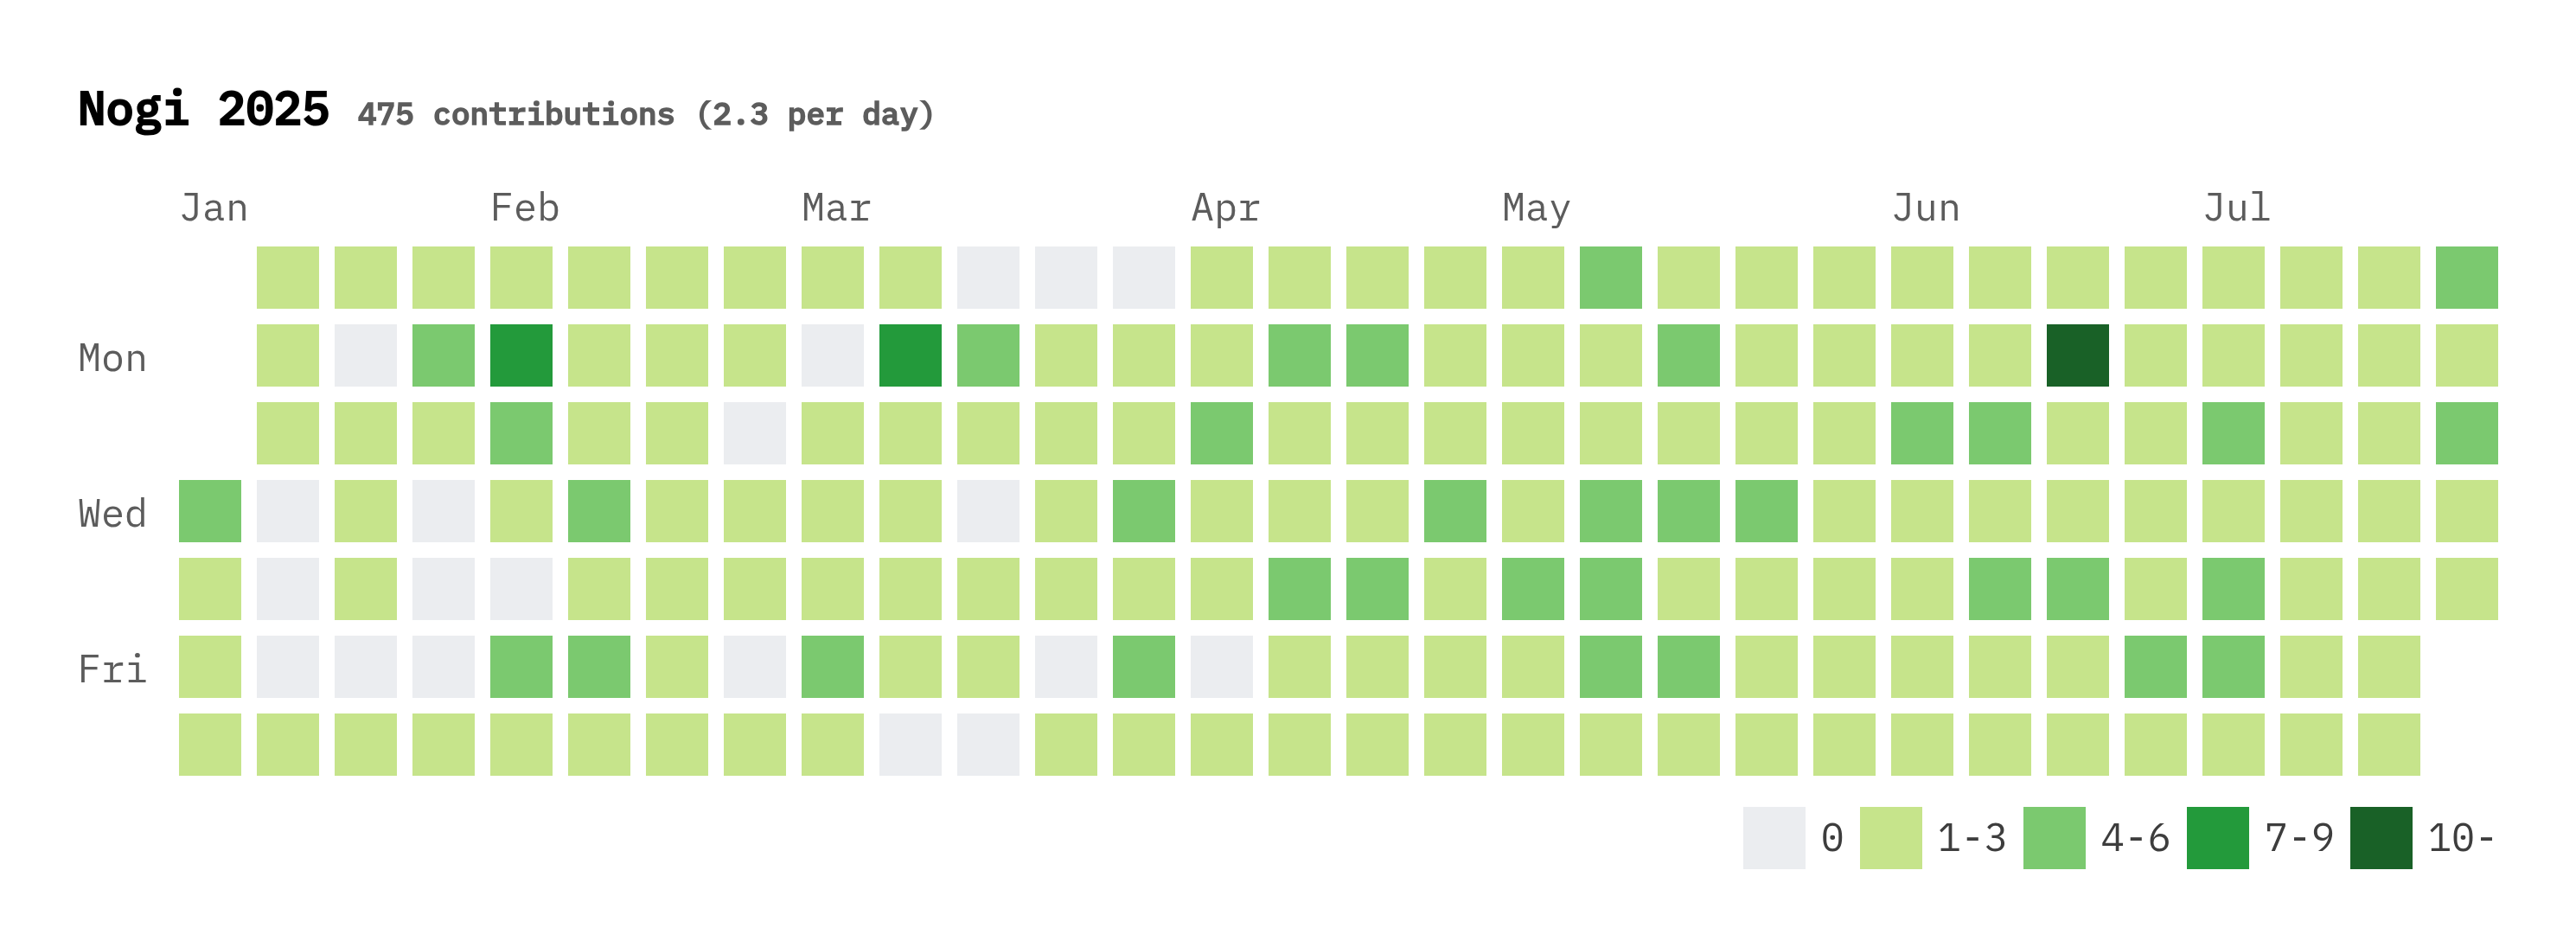 Nogi 2025 475 contributions (2.3 per day)
Jan Feb Mar Apr May Jun Jul
Mon
Wed
Fri
0 1-3 4-6 7-9 10-